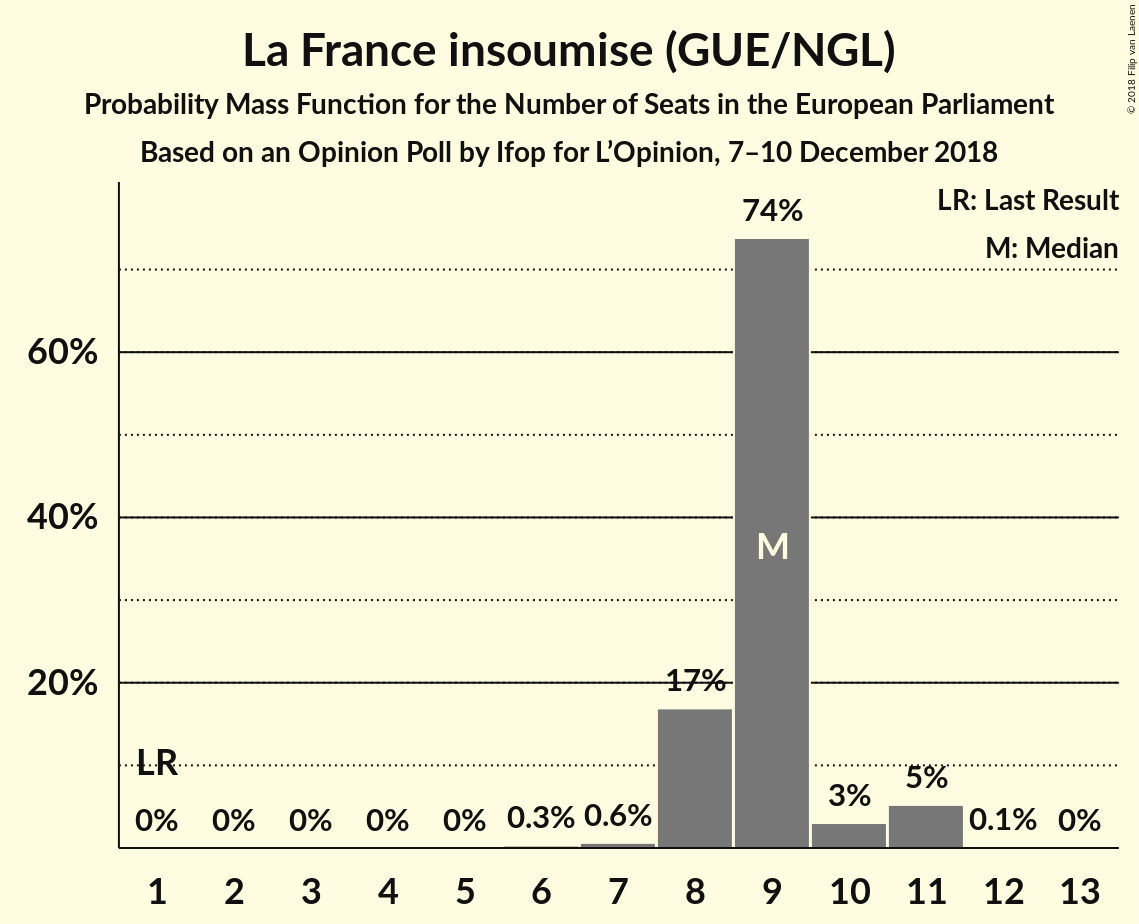 La France insoumise (GUE/NGL)
Probability Mass Function for the Number of Seats in the European Parliament
Based on an Opinion Poll by Ifop for L’Opinion, 7–10 December 2018
© 2018 Filip van Laenen
LR: Last Result
M: Median
60%
40%
20%
LR
0% 0% 0% 0% 0% 0.3% 0.6% 17% 74% 3% 5% 0.1% 0%
M
1 2 3 4 5 6 7 8 9 10 11 12 13